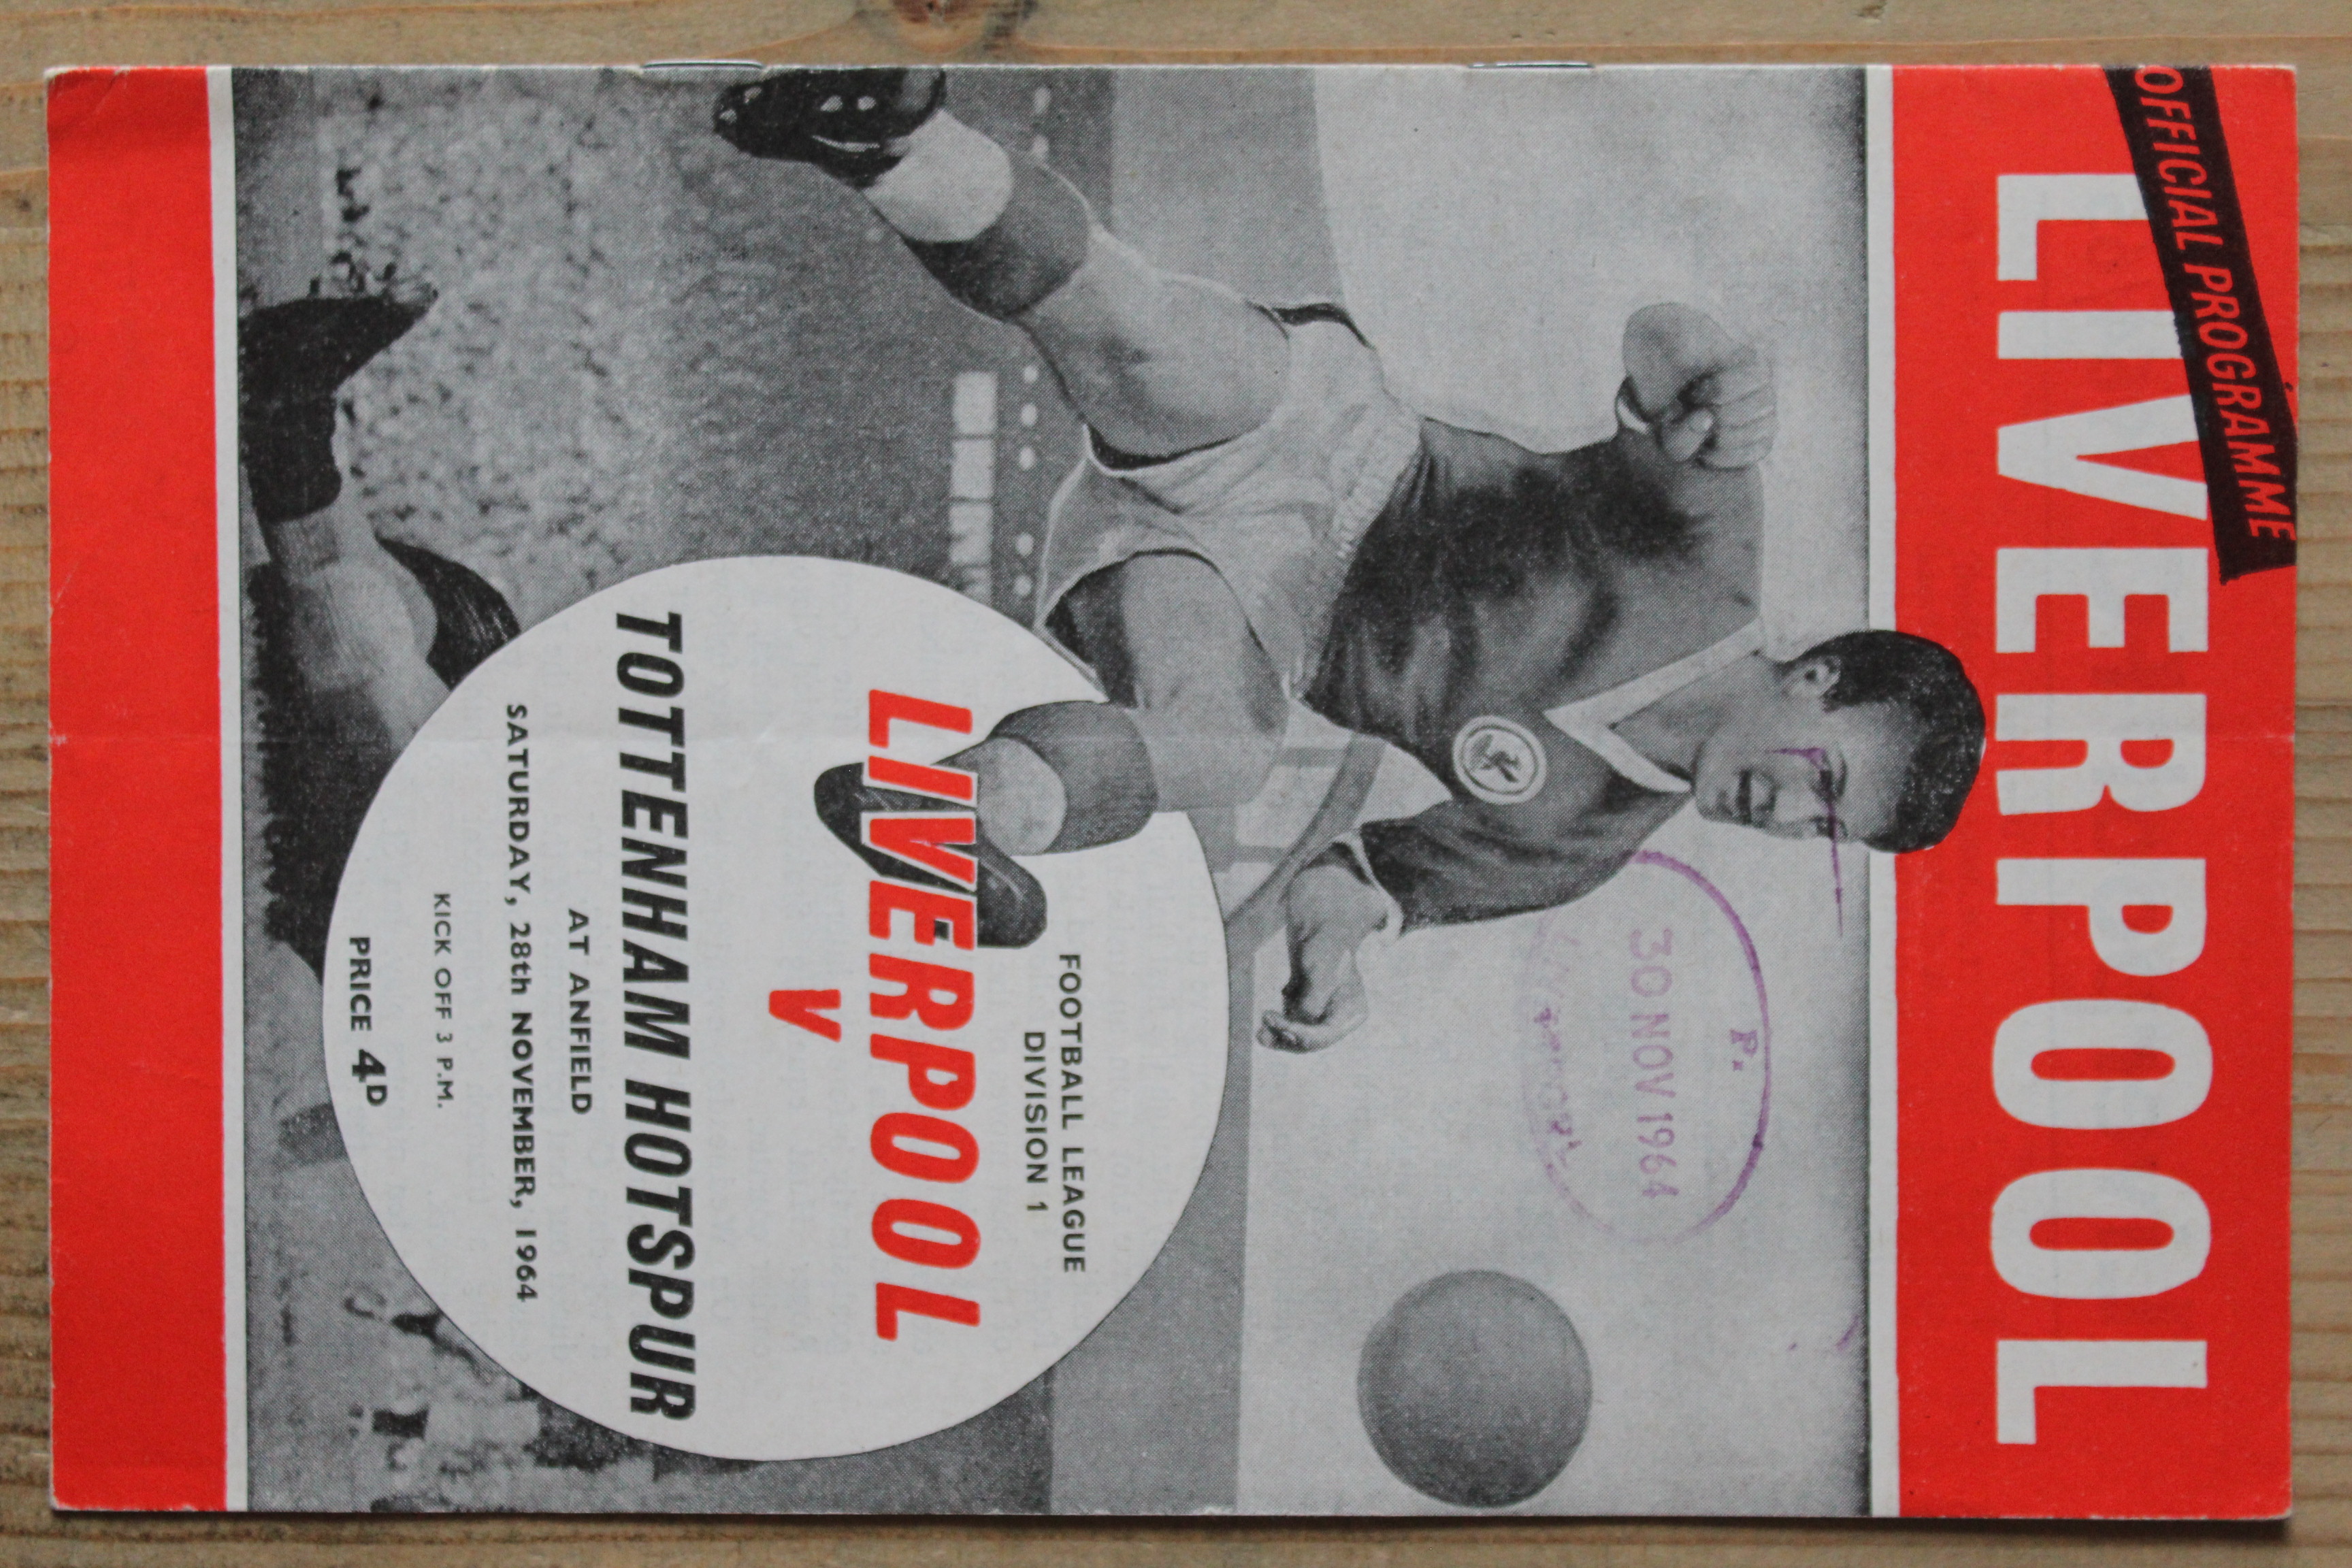 OFFICIAL PROGRAMME
LIVERPOOL
P.
30 NOV 1964
FOOTBALL LEAGUE
DIVISION 1
LIVERPOOL
V
TOTTENHAM HOTSPUR
AT ANFIELD
SATURDAY, 28th NOVEMBER, 1964
KICK OFF 3 P.M.
PRICE 4D